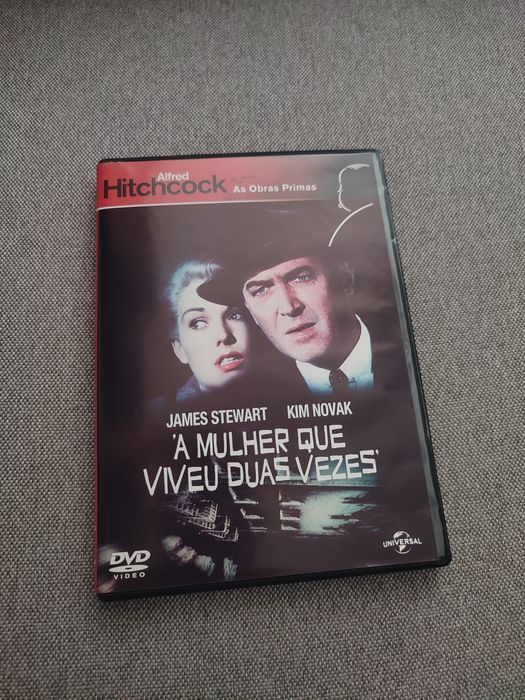 Alfred
Hitchcock As Obras Primas
JAMES STEWART KIM NOVAK
'A MULHER QUE
VIVEU DUAS VEZES'
DVD
VIDEO
UNIVERSAL